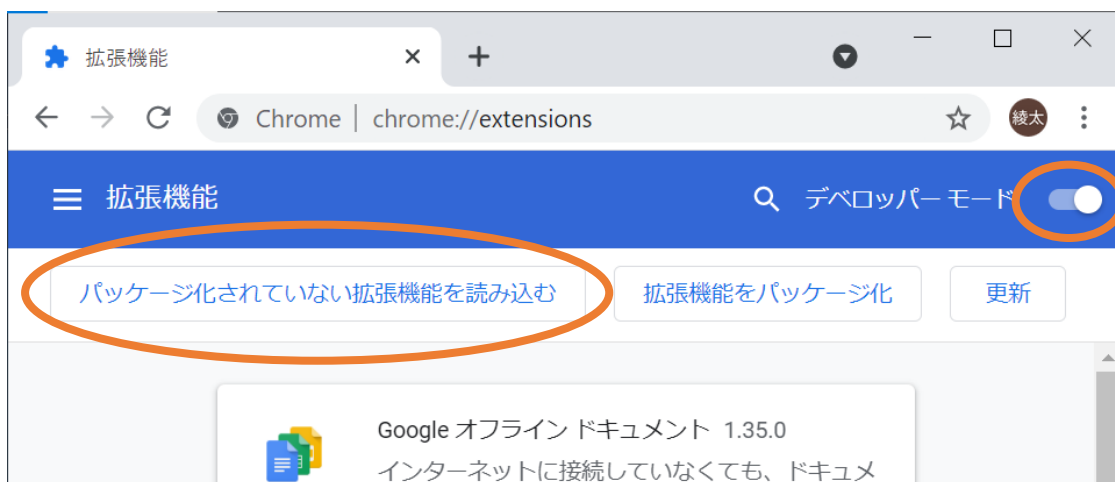 拡張機能
Chrome | chrome://extensions
綾太
拡張機能
デベロッパー モード
パッケージ化されていない拡張機能を読み込む
拡張機能をパッケージ化
更新
Google オフライン ドキュメント 1.35.0
インターネットに接続していなくても、ドキュメ